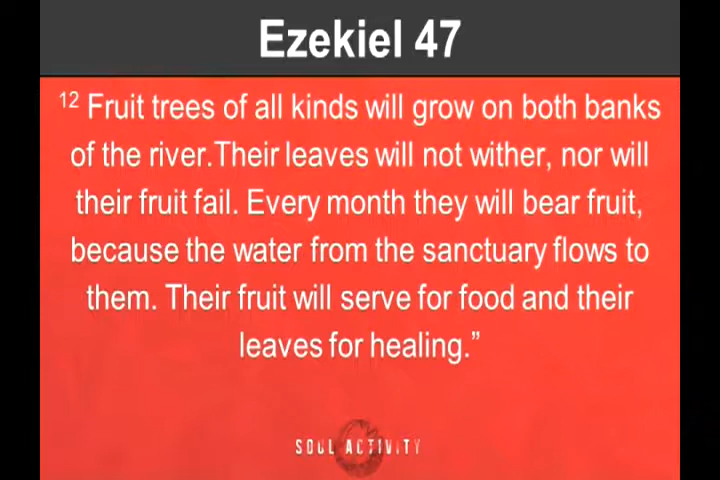 Ezekiel 47
12 Fruit trees of all kinds will grow on both banks
of the river.Their leaves will not wither, nor will
their fruit fail. Every month they will bear fruit,
because the water from the sanctuary flows to
them. Their fruit will serve for food and their
leaves for healing.”
SOUL ACTIVITY